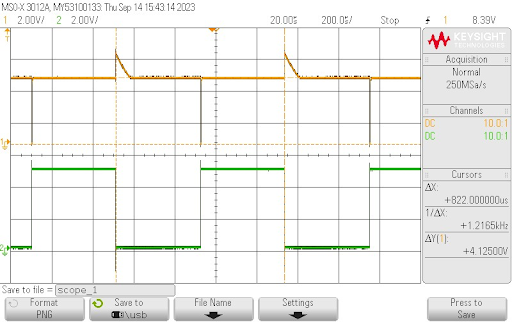 MSO-X 3012A, MY53100133: Thu Sep 14 15:43:14 2023
1 2.00V/ 2 2.00V/ 20.00% 200.0%/ Stop 1 8.39V
KEYSIGHT
TECHNOLOGIES
Acquisition
Normal
250MSa/s
Channels
DC 10.0:1
DC 10.0:1
Cursors
ΔX:
+822.000000us
1/ΔX:
+1.2165kHz
ΔY(1):
+4.12500V
Save to file = scope_1
Format
PNG
Save to
\usb
File Name
Settings
Press to
Save